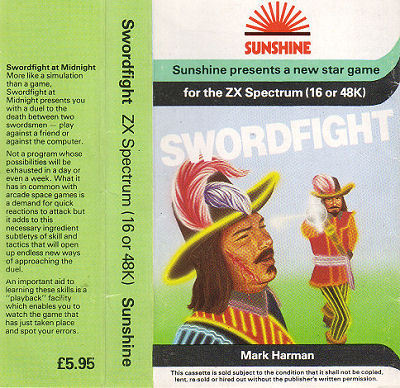 Swordfight at Midnight
More like a simulation
than a game,
Swordfight at
Midnight presents you
with a duel to the
death between two
swordsmen — play
against a friend or
against the computer.
Not a program whose
possibilities will be
exhausted in a day or
even a week. What it
has in common with
arcade space games is
a demand for quick
reactions to attack but
it adds to this
necessary ingredient
subtletys of skill and
tactics that will open
up endless new ways
of approaching the
duel.
An important aid to
learning these skills is a
"playback" facility
which enables you to
watch the game that
has just taken place
and spot your errors.
£5.95
Swordfight ZX Spectrum (16 or 48K) Sunshine
SUNSHINE
Sunshine presents a new star game
for the ZX Spectrum (16 or 48K)
SWORDFIGHT
Mark Harman
This cassette is sold subject to the condition that it shall not be copied,
lent, re-sold or hired out without the publisher's written permission.